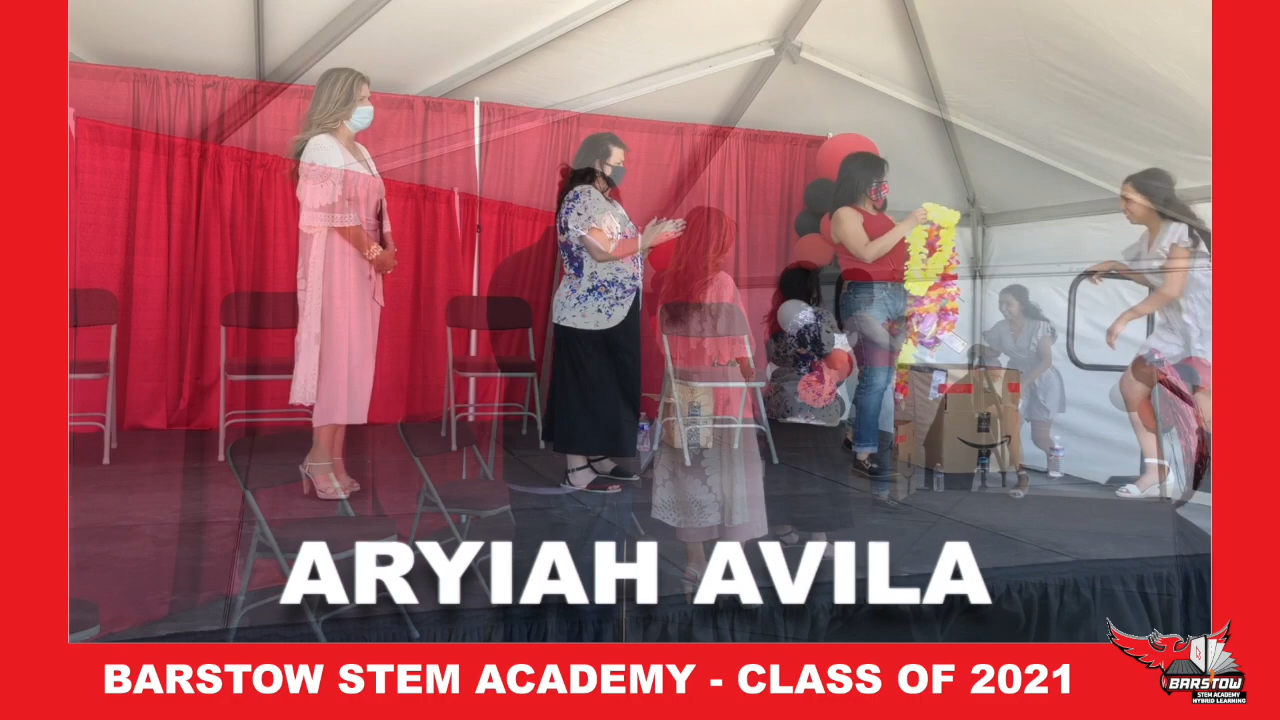 ARYIAH AVILA
BARSTOW STEM ACADEMY - CLASS OF 2021
BARSTOW
STEM ACADEMY
HYBRID LEARNING